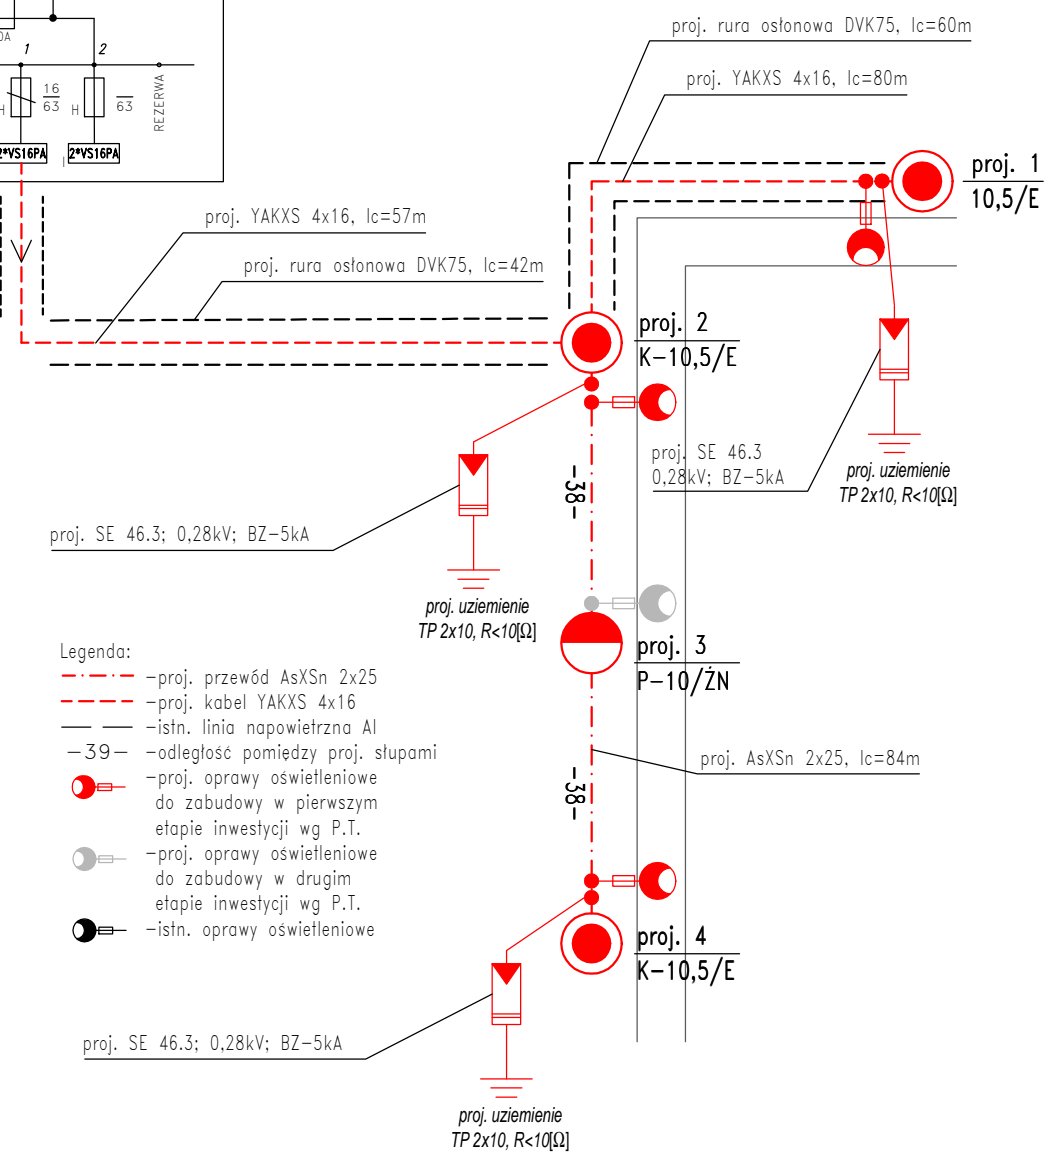 1
2
16
63
H
63
REZERWA
2*VS16PA
2*VS16PA
proj. rura osłonowa DVK75, lc=60m
proj. YAKXS 4x16, lc=80m
proj. 1
10,5/E
proj. YAKXS 4x16, lc=57m
proj. rura osłonowa DVK75, lc=42m
proj. 2
K-10,5/E
proj. SE 46.3
0,28kV; BZ-5kA
proj. uziemienie
TP 2x10, R<10[Ω]
-38-
proj. SE 46.3; 0,28kV; BZ-5kA
proj. uziemienie
TP 2x10, R<10[Ω]
proj. 3
P-10/ŻN
Legenda:
-proj. przewód AsXSn 2x25
-proj. kabel YAKXS 4x16
-istn. linia napowietrzna Al
-39- -odległość pomiędzy proj. słupami
-proj. oprawy oświetleniowe
do zabudowy w pierwszym
etapie inwestycji wg P.T.
-proj. oprawy oświetleniowe
do zabudowy w drugim
etapie inwestycji wg P.T.
-istn. oprawy oświetleniowe
proj. AsXSn 2x25, lc=84m
-38-
proj. 4
K-10,5/E
proj. SE 46.3; 0,28kV; BZ-5kA
proj. uziemienie
TP 2x10, R<10[Ω]